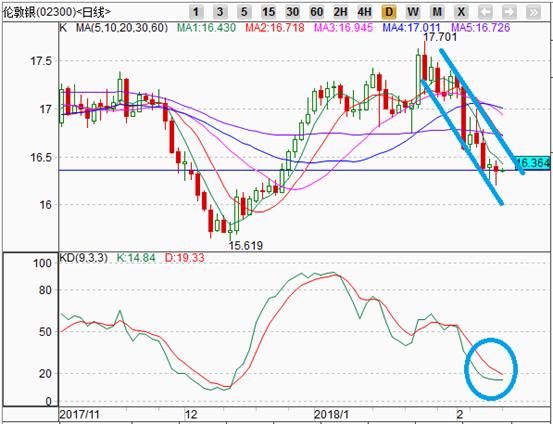 伦敦银(02300)<日线>
1 3 5 15 30 60 2H 4H D W M X
K MA(5,10,20,30,60) MA1:16.430 MA2:16.718 MA3:16.945 MA4:17.011 MA5:16.726
17.701
17.5
17
16.5
16.364
16
15.619
KD(9,3,3) K:14.84 D:19.33
100
80
50
20
0
2017/11 12 2018/1 2